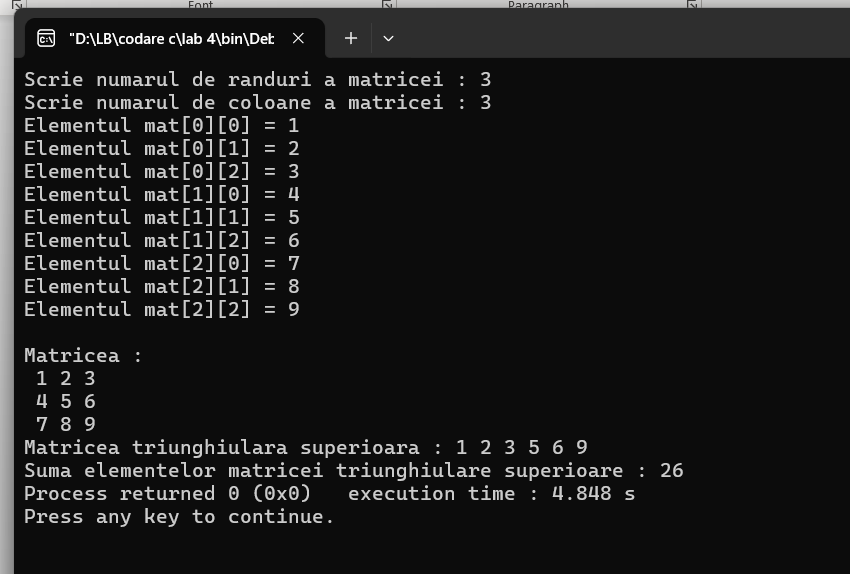 Font Paragraph
"D:\LB\codare c\lab 4\bin\Deb
Scrie numarul de randuri a matricei : 3
Scrie numarul de coloane a matricei : 3
Elementul mat[0][0] = 1
Elementul mat[0][1] = 2
Elementul mat[0][2] = 3
Elementul mat[1][0] = 4
Elementul mat[1][1] = 5
Elementul mat[1][2] = 6
Elementul mat[2][0] = 7
Elementul mat[2][1] = 8
Elementul mat[2][2] = 9
Matricea :
1 2 3
4 5 6
7 8 9
Matricea triunghiulara superioara : 1 2 3 5 6 9
Suma elementelor matricei triunghiulare superioare : 26
Process returned 0 (0x0)   execution time : 4.848 s
Press any key to continue.